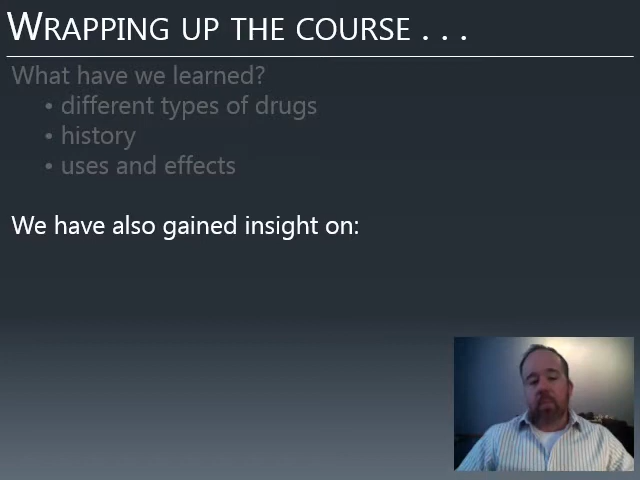 WRAPPING UP THE COURSE . . .
What have we learned?
• different types of drugs
• history
• uses and effects
We have also gained insight on: